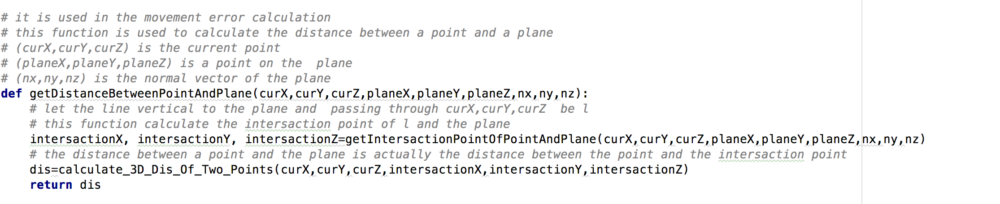 # it is used in the movement error calculation
# this function is used to calculate the distance between a point and a plane
# (curX,curY,curZ) is the current point
# (planeX,planeY,planeZ) is a point on the  plane
# (nx,ny,nz) is the normal vector of the plane
def getDistanceBetweenPointAndPlane(curX,curY,curZ,planeX,planeY,planeZ,nx,ny,nz):
    # let the line vertical to the plane and  passing through curX,curY,curZ  be l
    # this function calculate the intersaction point of l and the plane
    intersactionX, intersactionY, intersactionZ=getIntersactionPointOfPointAndPlane(curX,curY,curZ,planeX,planeY,planeZ,nx,ny,nz)
    # the distance between a point and the plane is actually the distance between the point and the intersaction point
    dis=calculate_3D_Dis_Of_Two_Points(curX,curY,curZ,intersactionX,intersactionY,intersactionZ)
    return dis